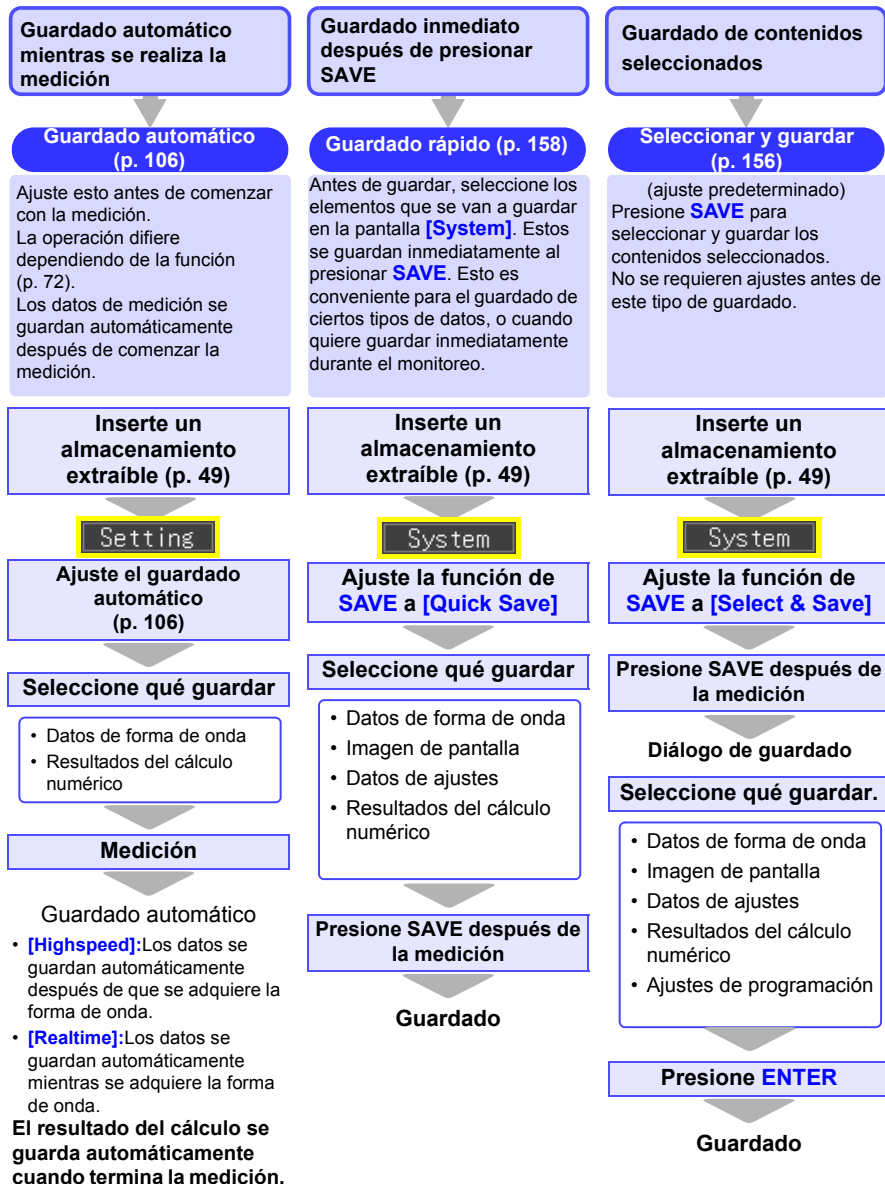 Guardado automático
mientras se realiza la
medición
Guardado automático
(p. 106)
Ajuste esto antes de comenzar
con la medición.
La operación difiere
dependiendo de la función
(p. 72).
Los datos de medición se
guardan automáticamente
después de comenzar la
medición.
Inserte un
almacenamiento
extraíble (p. 49)
Setting
Ajuste el guardado
automático
(p. 106)
Seleccione qué guardar
• Datos de forma de onda
• Resultados del cálculo
numérico
Medición
Guardado automático
• [Highspeed]:Los datos se
guardan automáticamente
después de que se adquiere la
forma de onda.
• [Realtime]:Los datos se
guardan automáticamente
mientras se adquiere la forma
de onda.
El resultado del cálculo se
guarda automáticamente
cuando termina la medición.
Guardado inmediato
después de presionar
SAVE
Guardado rápido (p. 158)
Antes de guardar, seleccione los
elementos que se van a guardar
en la pantalla [System]. Estos
se guardan inmediatamente al
presionar SAVE. Esto es
conveniente para el guardado de
ciertos tipos de datos, o cuando
quiere guardar inmediatamente
durante el monitoreo.
Inserte un
almacenamiento
extraíble (p. 49)
System
Ajuste la función de
SAVE a [Quick Save]
Seleccione qué guardar
• Datos de forma de onda
• Imagen de pantalla
• Datos de ajustes
• Resultados del cálculo
numérico
Presione SAVE después de
la medición
Guardado
Guardado de contenidos
seleccionados
Seleccionar y guardar
(p. 156)
(ajuste predeterminado)
Presione SAVE para
seleccionar y guardar los
contenidos seleccionados.
No se requieren ajustes antes de
este tipo de guardado.
Inserte un
almacenamiento
extraíble (p. 49)
System
Ajuste la función de
SAVE a [Select & Save]
Presione SAVE después de
la medición
Diálogo de guardado
Seleccione qué guardar.
• Datos de forma de onda
• Imagen de pantalla
• Datos de ajustes
• Resultados del cálculo
numérico
• Ajustes de programación
Presione ENTER
Guardado